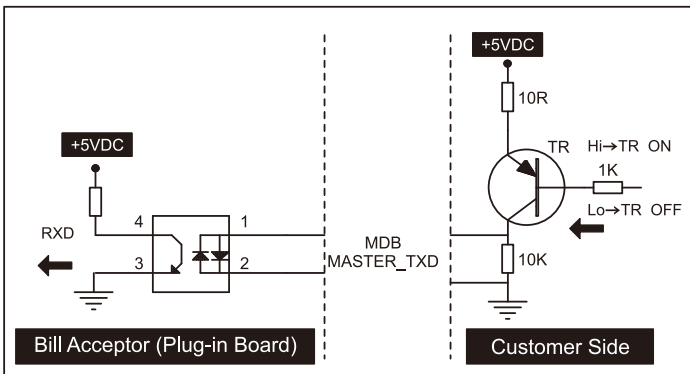 +5VDC
10R
TR
Hi→TR ON
1K
Lo→TR OFF
10K
+5VDC
RXD
4
3
1
2
MDB
MASTER_TXD
Bill Acceptor (Plug-in Board)
Customer Side